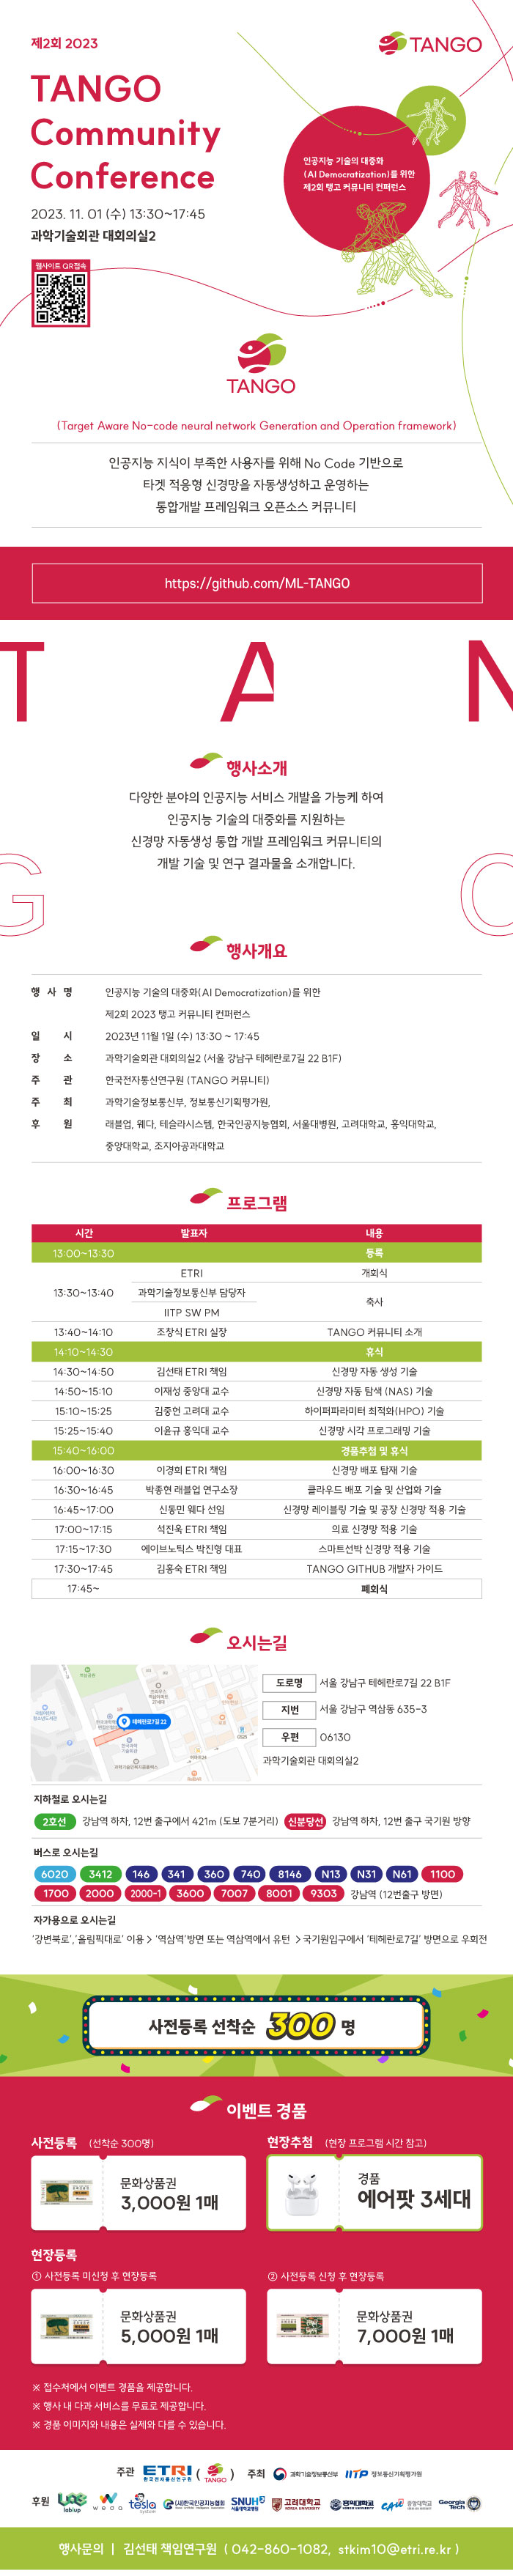 제2회 2023
TANGO
TANGO
Community
Conference
2023. 11. 01 (수) 13:30~17:45
과학기술회관 대회의실2
인공지능 기술의 대중화
(AI Democratization)를 위한
제2회 탱고 커뮤니티 컨퍼런스
웹사이트 QR접속
TANGO
(Target Aware No-code neural network Generation and Operation framework)
인공지능 지식이 부족한 사용자를 위해 No Code 기반으로
타겟 적응형 신경망을 자동생성하고 운영하는
통합개발 프레임워크 오픈소스 커뮤니티
https://github.com/ML-TANGO
T A N
행사소개
다양한 분야의 인공지능 서비스 개발을 가능케 하여
인공지능 기술의 대중화를 지원하는
신경망 자동생성 통합 개발 프레임워크 커뮤니티의
개발 기술 및 연구 결과물을 소개합니다.
G O
행사개요
행 사 명 인공지능 기술의 대중화(AI Democratization)를 위한
제2회 2023 탱고 커뮤니티 컨퍼런스
일 시 2023년 11월 1일 (수) 13:30 ~ 17:45
장 소 과학기술회관 대회의실2 (서울 강남구 테헤란로7길 22 B1F)
주 관 한국전자통신연구원 (TANGO 커뮤니티)
주 최 과학기술정보통신부, 정보통신기획평가원,
후 원 래블업, 웨다, 테슬라시스템, 한국인공지능협회, 서울대병원, 고려대학교, 홍익대학교,
중앙대학교, 조지아공과대학교
프로그램
시간 발표자 내용
13:00~13:30 등록
ETRI 개회식
13:30~13:40 과학기술정보통신부 담당자 축사
IITP SW PM
13:40~14:10 조창식 ETRI 실장 TANGO 커뮤니티 소개
14:10~14:30 휴식
14:30~14:50 김선태 ETRI 책임 신경망 자동 생성 기술
14:50~15:10 이재성 중앙대 교수 신경망 자동 탐색 (NAS) 기술
15:10~15:25 김중헌 고려대 교수 하이퍼파라미터 최적화(HPO) 기술
15:25~15:40 이윤규 홍익대 교수 신경망 시각 프로그래밍 기술
15:40~16:00 경품추첨 및 휴식
16:00~16:30 이경희 ETRI 책임 신경망 배포 탑재 기술
16:30~16:45 박종현 래블업 연구소장 클라우드 배포 기술 및 산업화 기술
16:45~17:00 신동민 웨다 선임 신경망 레이블링 기술 및 공장 신경망 적용 기술
17:00~17:15 석진욱 ETRI 책임 의료 신경망 적용 기술
17:15~17:30 에이브노틱스 박진형 대표 스마트선박 신경망 적용 기술
17:30~17:45 김홍숙 ETRI 책임 TANGO GITHUB 개발자 가이드
17:45~ 폐회식
오시는길
테헤란로7길 22
도로명 서울 강남구 테헤란로7길 22 B1F
지번 서울 강남구 역삼동 635-3
우편 06130
과학기술회관 대회의실2
지하철로 오시는길
2호선 강남역 하차, 12번 출구에서 421m (도보 7분거리) 신분당선 강남역 하차, 12번 출구 국기원 방향
버스로 오시는길
6020 3412 146 341 360 740 8146 N13 N31 N61 1100
1700 2000 2000-1 3600 7007 8001 9303 강남역 (12번출구 방면)
자가용으로 오시는길
'강변북로','올림픽대로' 이용 > '역삼역'방면 또는 역삼역에서 유턴 > 국기원입구에서 '테헤란로7길' 방면으로 우회전
사전등록 선착순 300 명
이벤트 경품
사전등록 (선착순 300명)
문화상품권
3,000원 1매
현장추첨 (현장 프로그램 시간 참고)
경품
에어팟 3세대
현장등록
① 사전등록 미신청 후 현장등록
문화상품권
5,000원 1매
② 사전등록 신청 후 현장등록
문화상품권
7,000원 1매
※ 접수처에서 이벤트 경품을 제공합니다.
※ 행사 내 다과 서비스를 무료로 제공합니다.
※ 경품 이미지와 내용은 실제와 다를 수 있습니다.
주관 ETRI 한국전자통신연구원 ( TANGO ) 주최 과학기술정보통신부 IITP 정보통신기획평가원
후원 lablup weda tesla system (사)한국인공지능협회 SNUH 서울대학교병원 고려대학교 홍익대학교 CAU 중앙대학교 Georgia Tech
행사문의 | 김선태 책임연구원 ( 042-860-1082, stkim10@etri.re.kr )